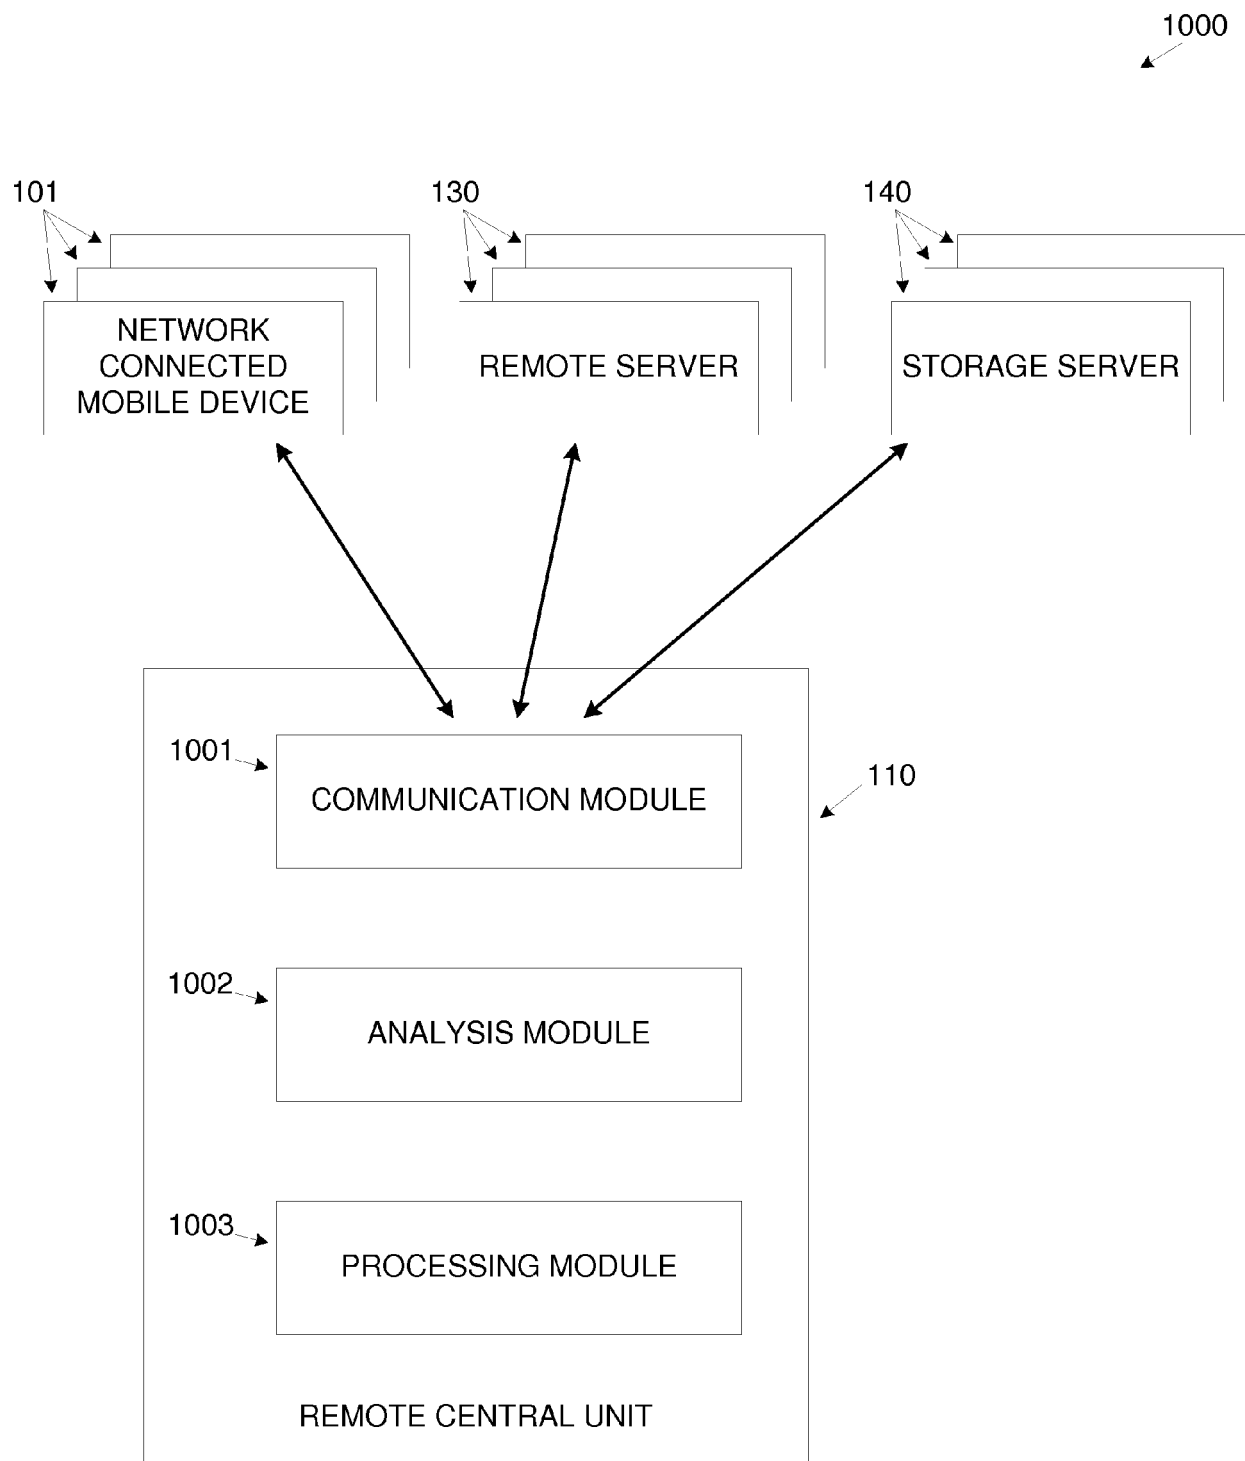 1000
101
130
140
NETWORK
CONNECTED
MOBILE DEVICE
REMOTE SERVER
STORAGE SERVER
1001
COMMUNICATION MODULE
110
1002
ANALYSIS MODULE
1003
PROCESSING MODULE
REMOTE CENTRAL UNIT